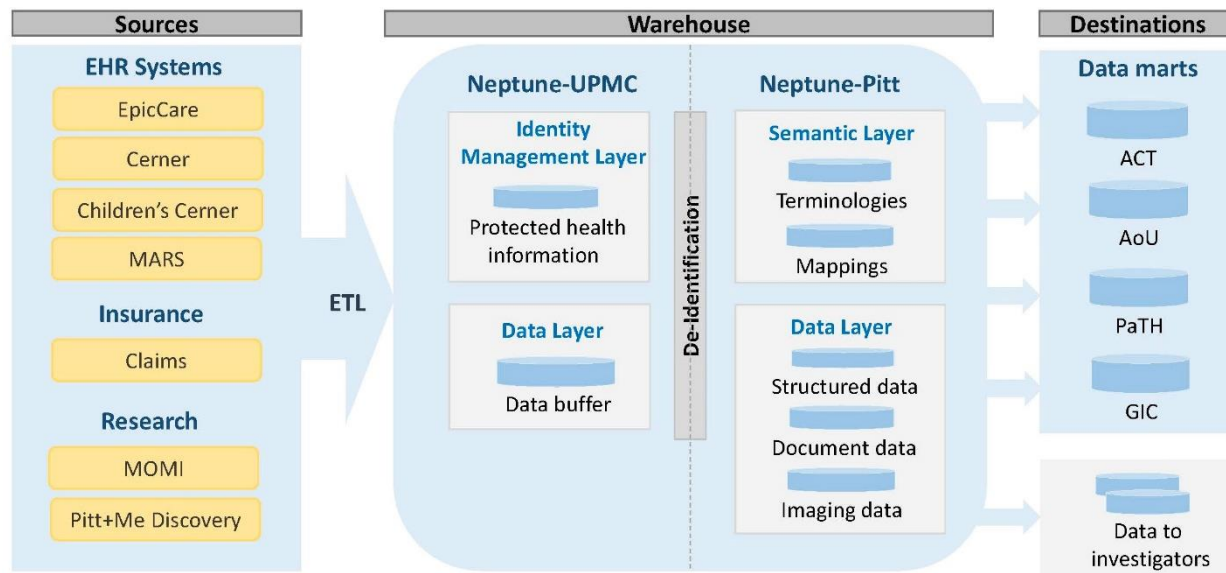 Sources
EHR Systems
EpicCare
Cerner
Children's Cerner
MARS
Insurance
Claims
Research
MOMI
Pitt+Me Discovery
ETL
Warehouse
Neptune-UPMC
Identity
Management Layer
Protected health
information
Data Layer
Data buffer
De-Identification
Neptune-Pitt
Semantic Layer
Terminologies
Mappings
Data Layer
Structured data
Document data
Imaging data
Destinations
Data marts
ACT
AoU
PaTH
GIC
Data to
investigators